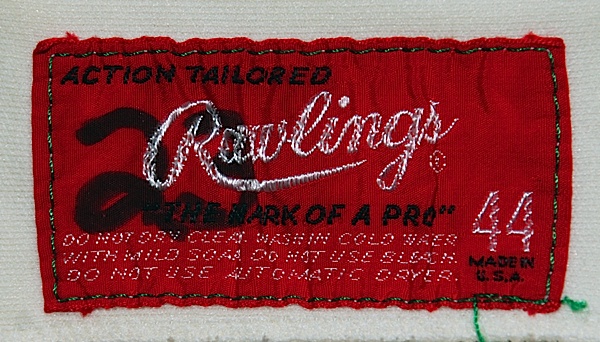 ACTION TAILORED
Rawlings®
"THE MARK OF A PRO"
44
DO NOT DRY CLEAN. WASH IN COLD WATER
WITH MILD SOAP. DO NOT USE BLEACH.
DO NOT USE AUTOMATIC DRYER.
MADE IN
U.S.A.